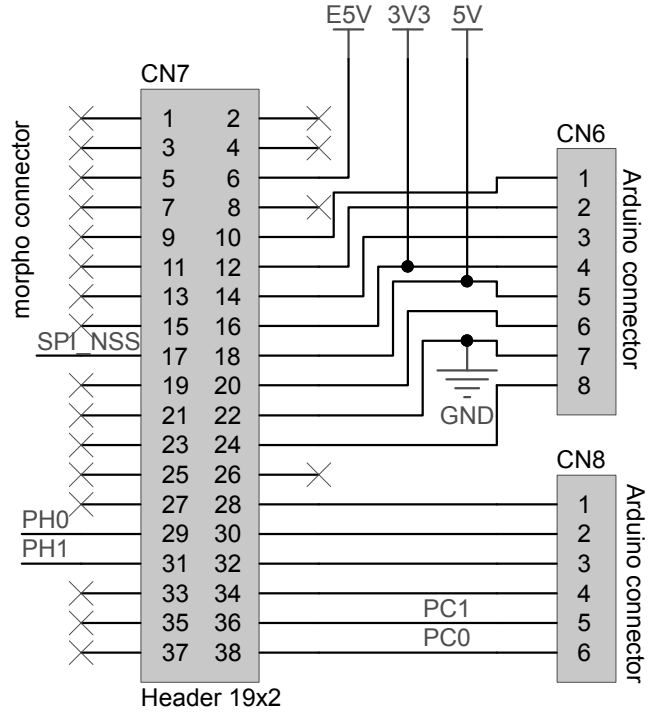 E5V 3V3 5V
CN7
morpho connector
1 2
3 4
5 6
7 8
9 10
11 12
13 14
15 16
SPI_NSS
17 18
19 20
21 22
23 24
25 26
27 28
PH0
29 30
PH1
31 32
33 34
35 36
37 38
Header 19x2
CN6
1
2
3
4
5
6
7
8
Arduino connector
GND
CN8
1
2
3
4
PC1
5
PC0
6
Arduino connector